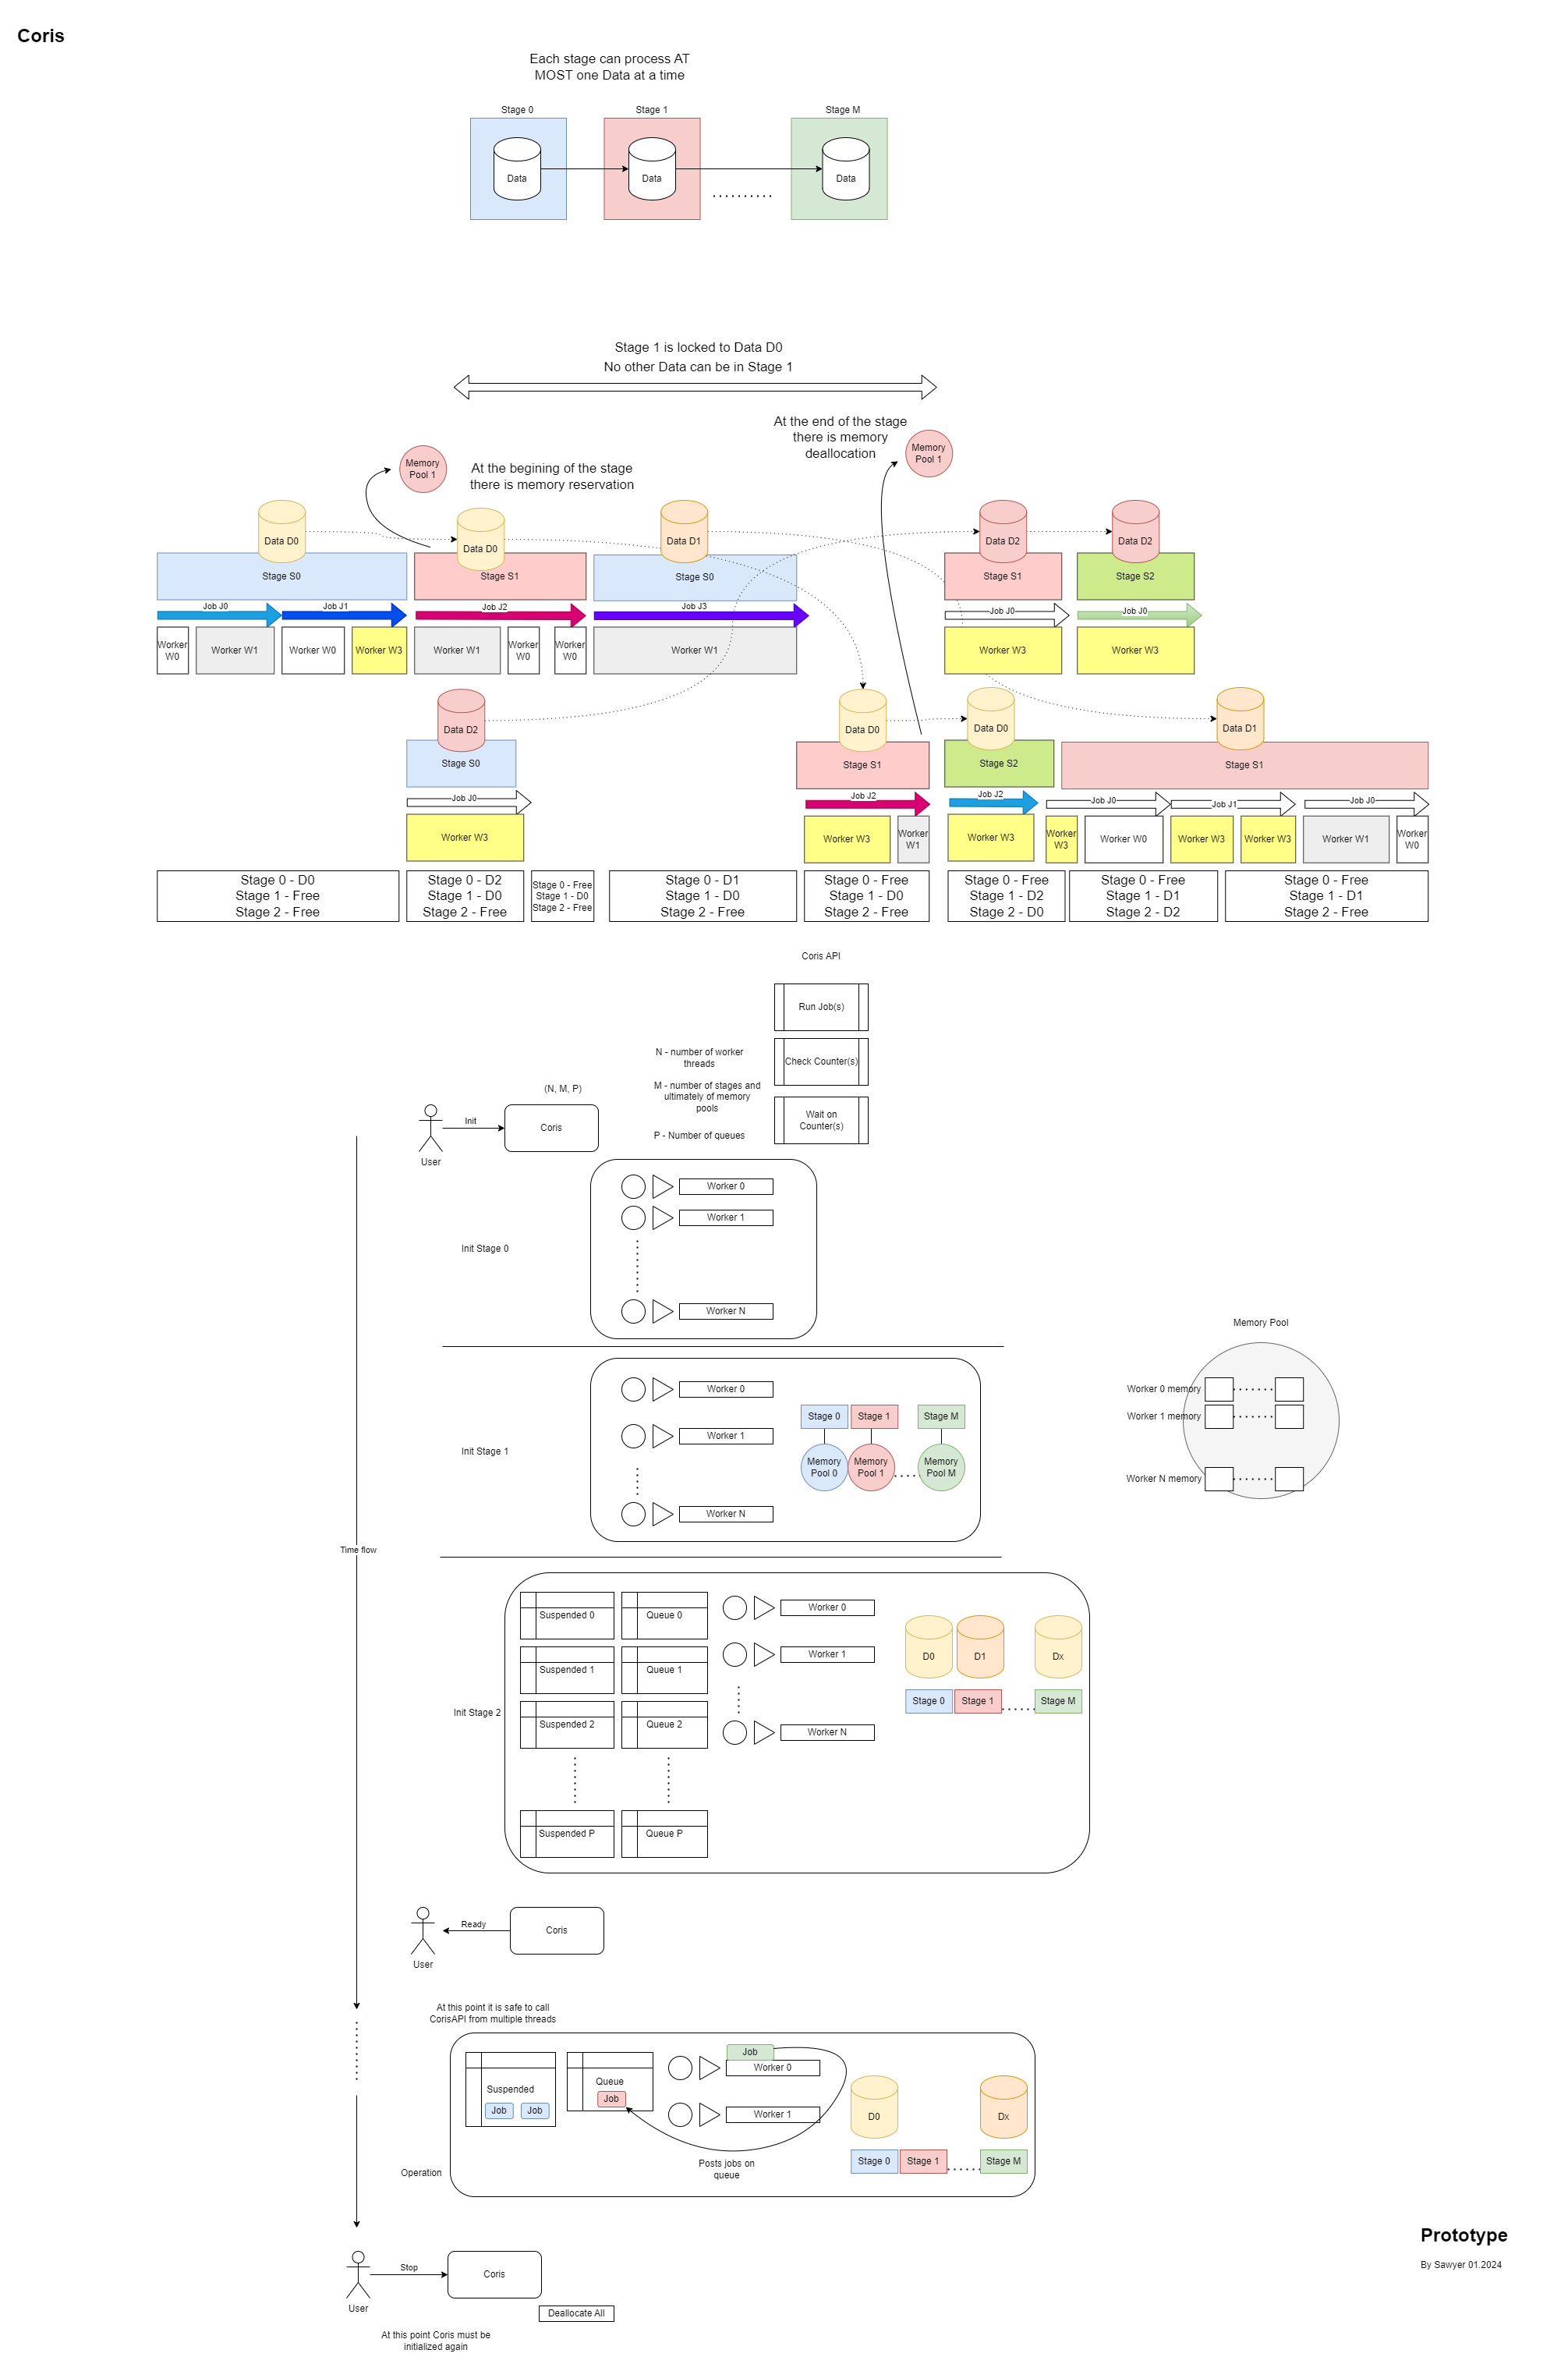 Coris
Each stage can process AT
MOST one Data at a time
Stage 0
Stage 1
Stage M
Data
Data
Data
Stage 1 is locked to Data D0
No other Data can be in Stage 1
At the end of the stage
there is memory
deallocation
Memory
Pool 1
Memory
Pool 1
At the begining of the stage
there is memory reservation
Data D0
Data D0
Data D1
Data D2
Data D2
Stage S0
Stage S1
Stage S0
Stage S1
Stage S2
Job J0
Job J1
Job J2
Job J3
Job J0
Job J0
Worker
W0
Worker W1
Worker W0
Worker W3
Worker W1
Worker
W0
Worker
W0
Worker W1
Worker W3
Worker W3
Data D2
Data D0
Data D0
Data D1
Stage S0
Stage S1
Stage S2
Stage S1
Job J0
Job J2
Job J2
Job J0
Job J1
Job J0
Worker W3
Worker W3
Worker
W1
Worker W3
Worker
W3
Worker W0
Worker W3
Worker W3
Worker W1
Worker
W0
Stage 0 - D0
Stage 1 - Free
Stage 2 - Free
Stage 0 - D2
Stage 1 - D0
Stage 2 - Free
Stage 0 - Free
Stage 1 - D0
Stage 2 - Free
Stage 0 - D1
Stage 1 - D0
Stage 2 - Free
Stage 0 - Free
Stage 1 - D0
Stage 2 - Free
Stage 0 - Free
Stage 1 - D2
Stage 2 - D0
Stage 0 - Free
Stage 1 - D1
Stage 2 - D2
Stage 0 - Free
Stage 1 - D1
Stage 2 - Free
Coris API
Run Job(s)
Check Counter(s)
Wait on
Counter(s)
N - number of worker
threads
M - number of stages and
ultimately of memory
pools
P - Number of queues
(N, M, P)
Init
Coris
User
Worker 0
Worker 1
Init Stage 0
Worker N
Worker 0
Worker 1
Init Stage 1
Worker N
Stage 0
Stage 1
Stage M
Memory
Pool 0
Memory
Pool 1
Memory
Pool M
Memory Pool
Worker 0 memory
Worker 1 memory
Worker N memory
Time flow
Suspended 0
Queue 0
Worker 0
Suspended 1
Queue 1
Worker 1
Init Stage 2
Suspended 2
Queue 2
Worker N
Suspended P
Queue P
D0
D1
Dx
Stage 0
Stage 1
Stage M
Ready
Coris
User
At this point it is safe to call
CorisAPI from multiple threads
Suspended
Job
Job
Queue
Job
Job
Worker 0
Worker 1
Posts jobs on
queue
D0
Dx
Stage 0
Stage 1
Stage M
Operation
Stop
Coris
User
Deallocate All
At this point Coris must be
initialized again
Prototype
By Sawyer 01.2024